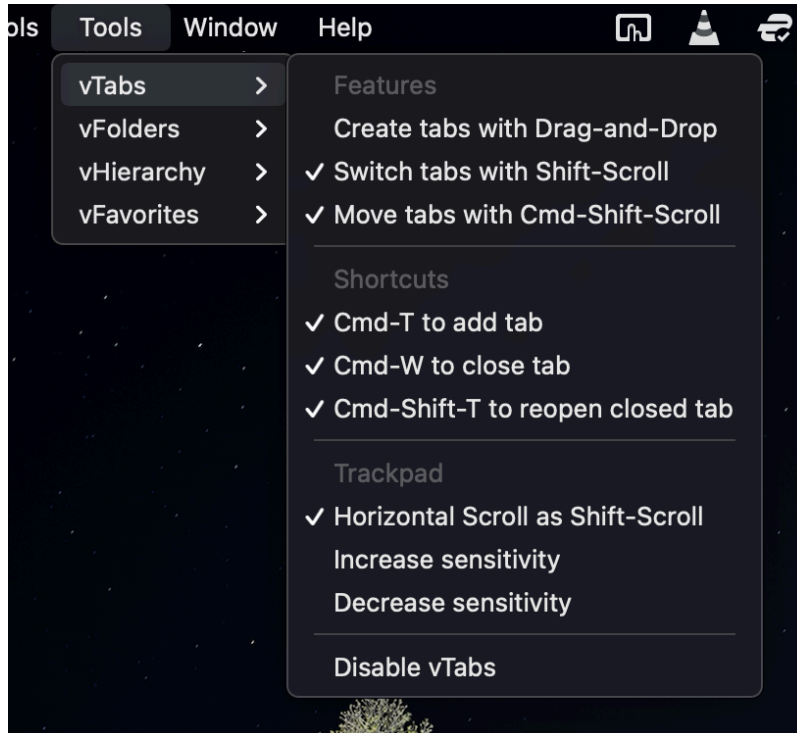 ols Tools Window Help
vTabs
vFolders
vHierarchy
vFavorites
Features
Create tabs with Drag-and-Drop
Switch tabs with Shift-Scroll
Move tabs with Cmd-Shift-Scroll
Shortcuts
Cmd-T to add tab
Cmd-W to close tab
Cmd-Shift-T to reopen closed tab
Trackpad
Horizontal Scroll as Shift-Scroll
Increase sensitivity
Decrease sensitivity
Disable vTabs